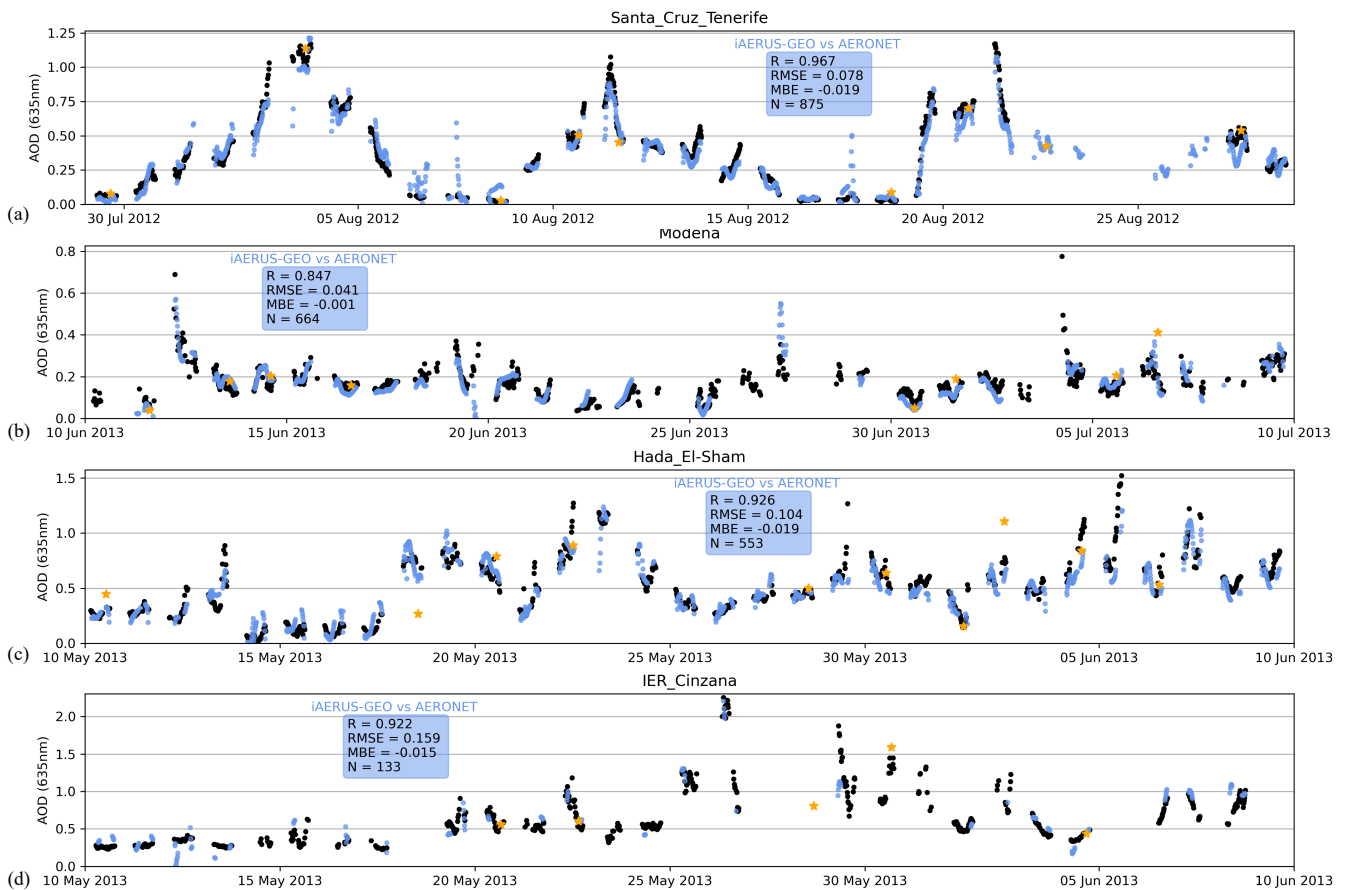 Santa_Cruz_Tenerife
iAERUS-GEO vs AERONET
R = 0.967
RMSE = 0.078
MBE = -0.019
N = 875
AOD (635nm)
1.25
1.00
0.75
0.50
0.25
0.00
(a)
30 Jul 2012 05 Aug 2012 10 Aug 2012 15 Aug 2012 20 Aug 2012 25 Aug 2012
Modena
iAERUS-GEO vs AERONET
R = 0.847
RMSE = 0.041
MBE = -0.001
N = 664
AOD (635nm)
0.8
0.6
0.4
0.2
0.0
(b)
10 Jun 2013 15 Jun 2013 20 Jun 2013 25 Jun 2013 30 Jun 2013 05 Jul 2013 10 Jul 2013
Hada_El-Sham
iAERUS-GEO vs AERONET
R = 0.926
RMSE = 0.104
MBE = -0.019
N = 553
AOD (635nm)
1.5
1.0
0.5
0.0
(c)
10 May 2013 15 May 2013 20 May 2013 25 May 2013 30 May 2013 05 Jun 2013 10 Jun 2013
IER_Cinzana
iAERUS-GEO vs AERONET
R = 0.922
RMSE = 0.159
MBE = -0.015
N = 133
AOD (635nm)
2.0
1.5
1.0
0.5
0.0
(d)
10 May 2013 15 May 2013 20 May 2013 25 May 2013 30 May 2013 05 Jun 2013 10 Jun 2013